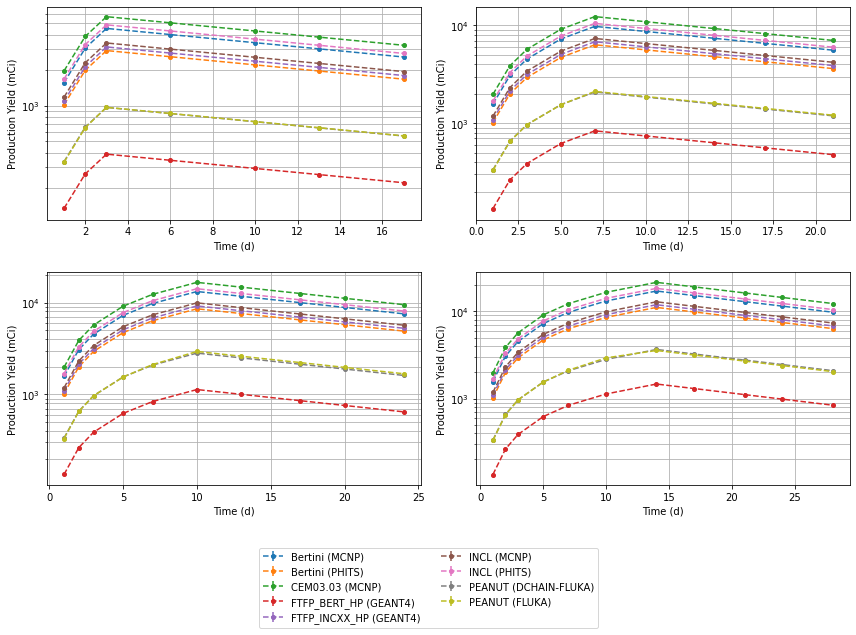 Production Yield (mCi)
10³
2 4 6 8 10 12 14 16
Time (d)
Production Yield (mCi)
10⁴
10³
0.0 2.5 5.0 7.5 10.0 12.5 15.0 17.5 20.0
Time (d)
Production Yield (mCi)
10⁴
10³
0 5 10 15 20 25
Time (d)
Production Yield (mCi)
10⁴
10³
0 5 10 15 20 25
Time (d)
Bertini (MCNP)
Bertini (PHITS)
CEM03.03 (MCNP)
FTFP_BERT_HP (GEANT4)
FTFP_INCXX_HP (GEANT4)
INCL (MCNP)
INCL (PHITS)
PEANUT (DCHAIN-FLUKA)
PEANUT (FLUKA)